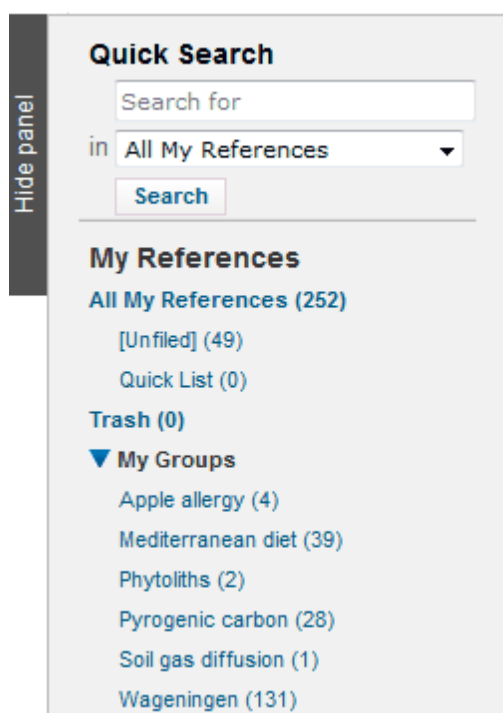 Hide panel
Quick Search
Search for
in All My References
Search
My References
All My References (252)
[Unfiled] (49)
Quick List (0)
Trash (0)
My Groups
Apple allergy (4)
Mediterranean diet (39)
Phytoliths (2)
Pyrogenic carbon (28)
Soil gas diffusion (1)
Wageningen (131)